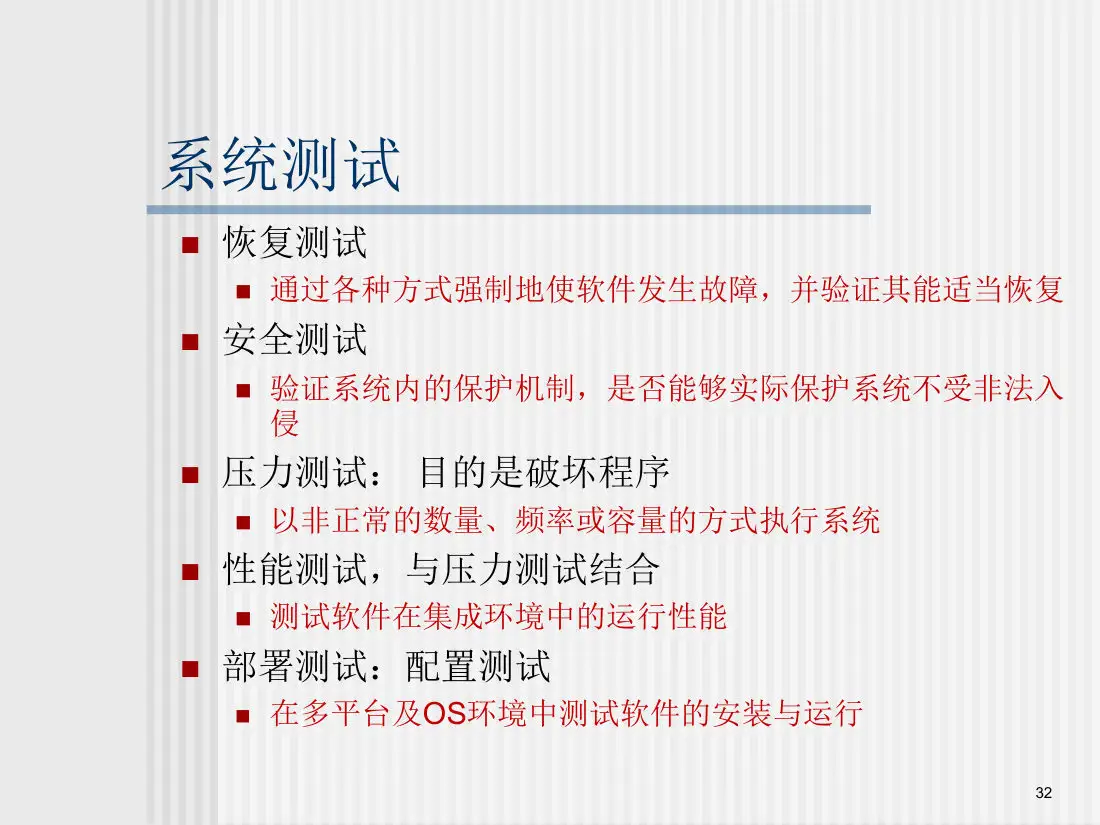 系统测试
恢复测试
通过各种方式强制地使软件发生故障，并验证其能适当恢复
安全测试
验证系统内的保护机制，是否能够实际保护系统不受非法入
侵
压力测试： 目的是破坏程序
以非正常的数量、频率或容量的方式执行系统
性能测试，与压力测试结合
测试软件在集成环境中的运行性能
部署测试：配置测试
在多平台及OS环境中测试软件的安装与运行
32